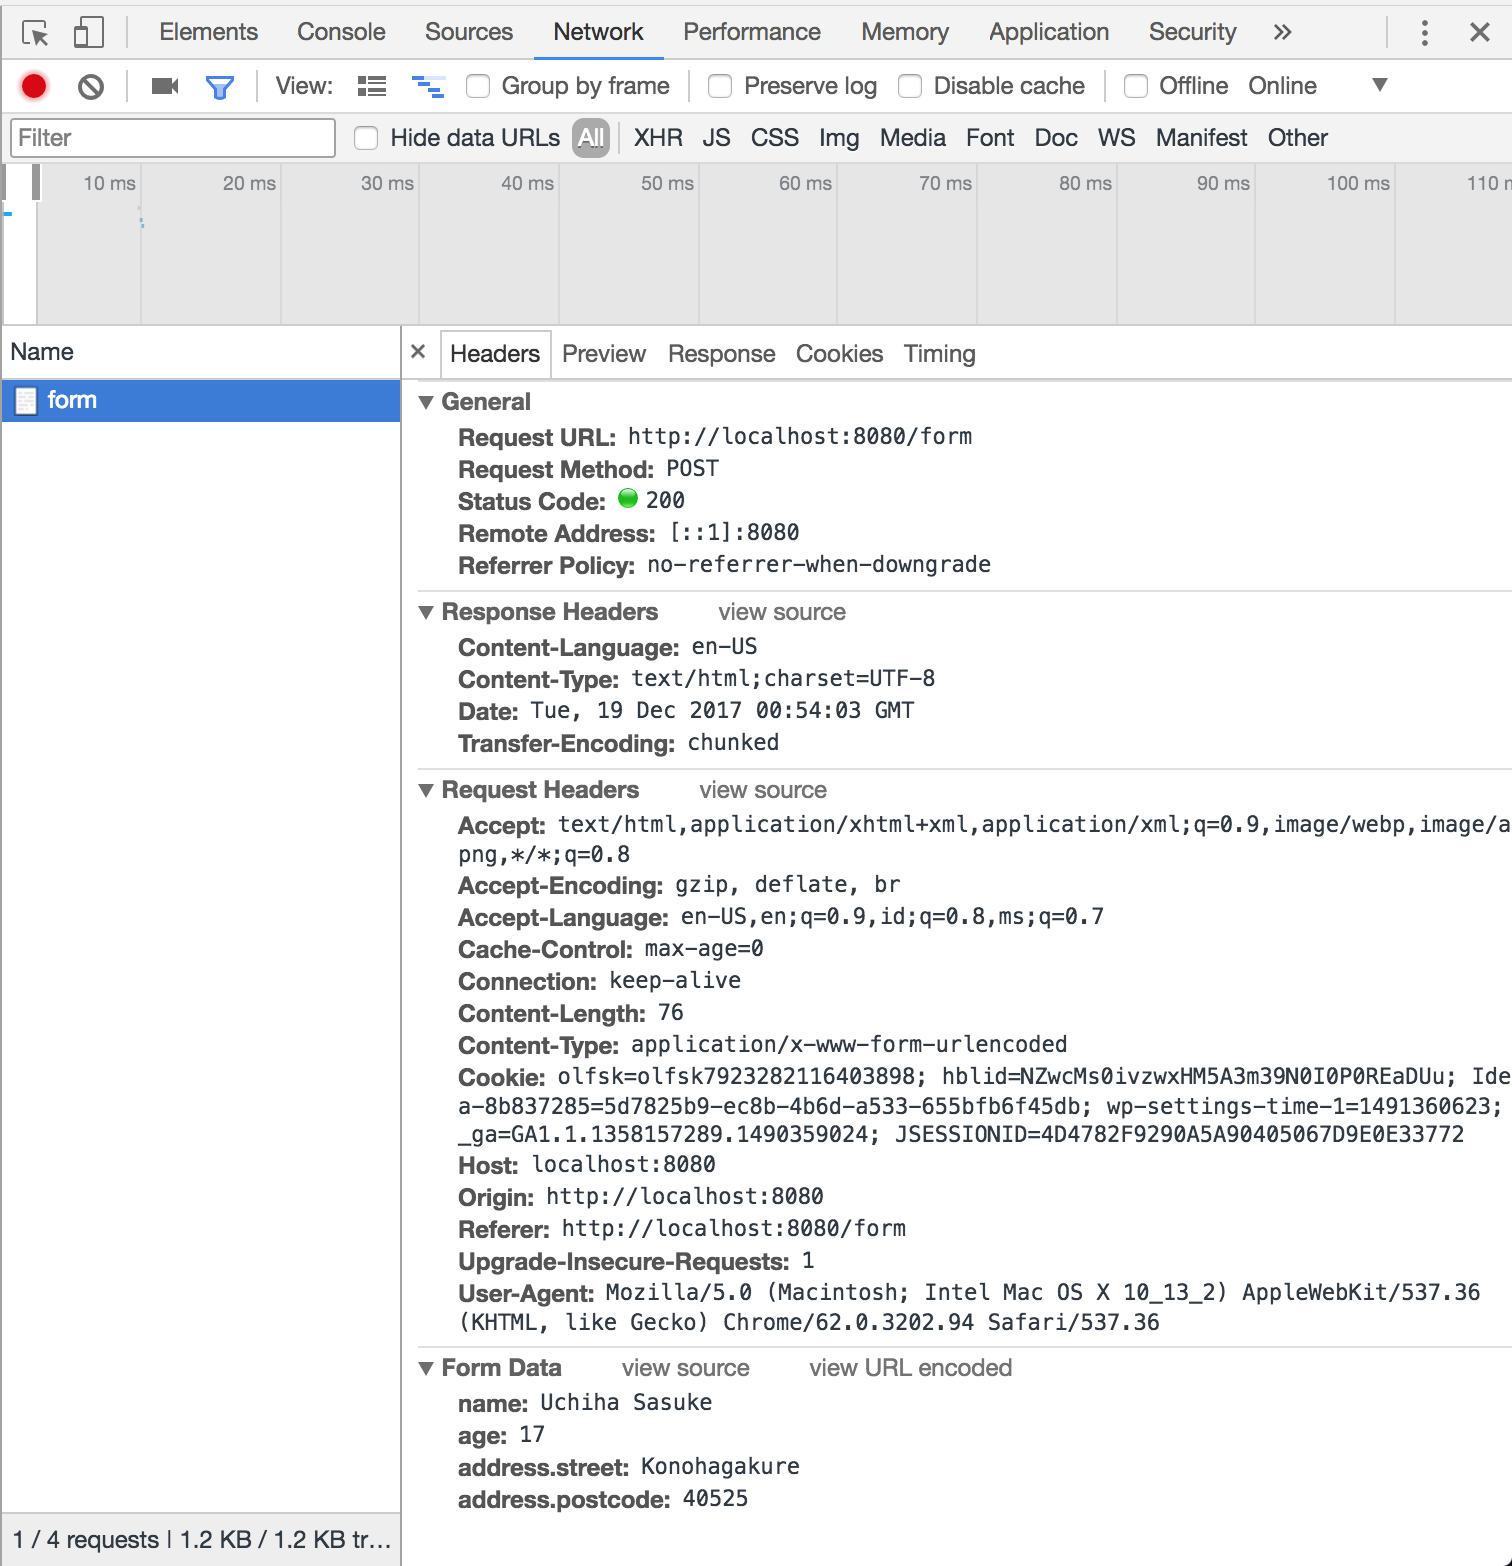 Elements Console Sources Network Performance Memory Application Security »
View: Group by frame Preserve log Disable cache Offline Online ▼
Filter Hide data URLs All XHR JS CSS Img Media Font Doc WS Manifest Other
10 ms 20 ms 30 ms 40 ms 50 ms 60 ms 70 ms 80 ms 90 ms 100 ms 110 m
Name × Headers Preview Response Cookies Timing
form
▼ General
Request URL: http://localhost:8080/form
Request Method: POST
Status Code: 200
Remote Address: [::1]:8080
Referrer Policy: no-referrer-when-downgrade
▼ Response Headers view source
Content-Language: en-US
Content-Type: text/html;charset=UTF-8
Date: Tue, 19 Dec 2017 00:54:03 GMT
Transfer-Encoding: chunked
▼ Request Headers view source
Accept: text/html,application/xhtml+xml,application/xml;q=0.9,image/webp,image/a
png,*/*;q=0.8
Accept-Encoding: gzip, deflate, br
Accept-Language: en-US,en;q=0.9,id;q=0.8,ms;q=0.7
Cache-Control: max-age=0
Connection: keep-alive
Content-Length: 76
Content-Type: application/x-www-form-urlencoded
Cookie: olfsk=olfsk7923282116403898; hblid=NZwcMs0ivzwxHM5A3m39N0I0P0REaDUu; Ide
a-8b837285=5d7825b9-ec8b-4b6d-a533-655bfb6f45db; wp-settings-time-1=1491360623;
_ga=GA1.1.1358157289.1490359024; JSESSIONID=4D4782F9290A5A90405067D9E0E33772
Host: localhost:8080
Origin: http://localhost:8080
Referer: http://localhost:8080/form
Upgrade-Insecure-Requests: 1
User-Agent: Mozilla/5.0 (Macintosh; Intel Mac OS X 10_13_2) AppleWebKit/537.36
(KHTML, like Gecko) Chrome/62.0.3202.94 Safari/537.36
▼ Form Data view source view URL encoded
name: Uchiha Sasuke
age: 17
address.street: Konohagakure
address.postcode: 40525
1 / 4 requests | 1.2 KB / 1.2 KB tr…